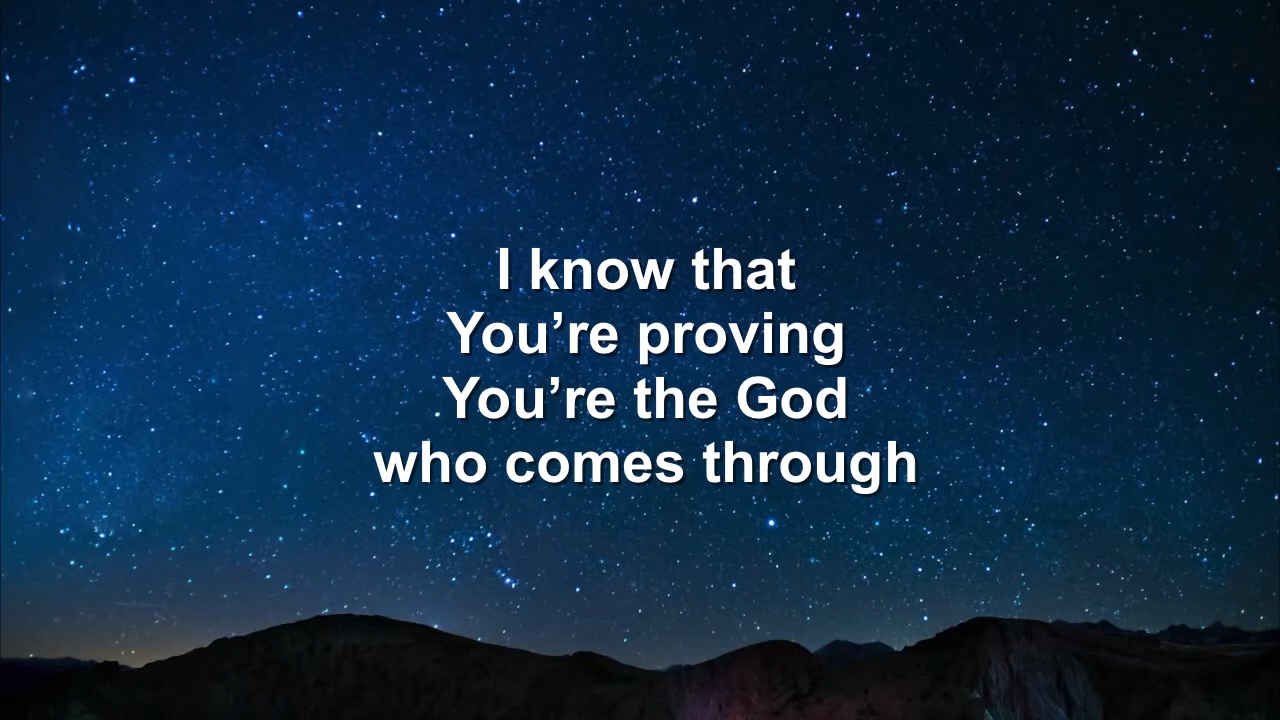 I know that
You’re proving
You’re the God
who comes through